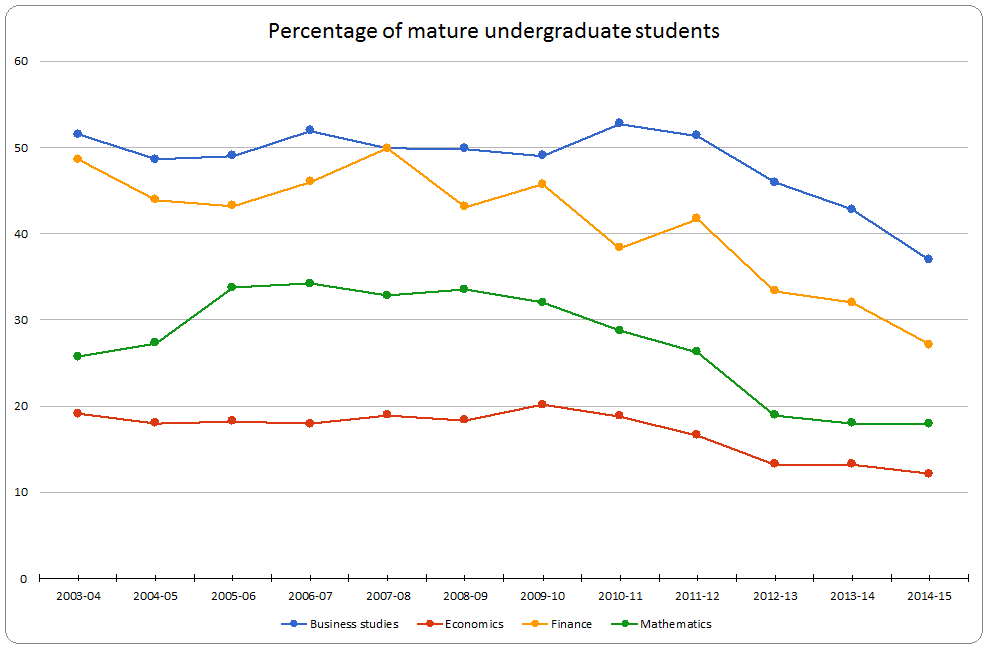 Percentage of mature undergraduate students
60
50
40
30
20
10
0
2003-04 2004-05 2005-06 2006-07 2007-08 2008-09 2009-10 2010-11 2011-12 2012-13 2013-14 2014-15
Business studies Economics Finance Mathematics